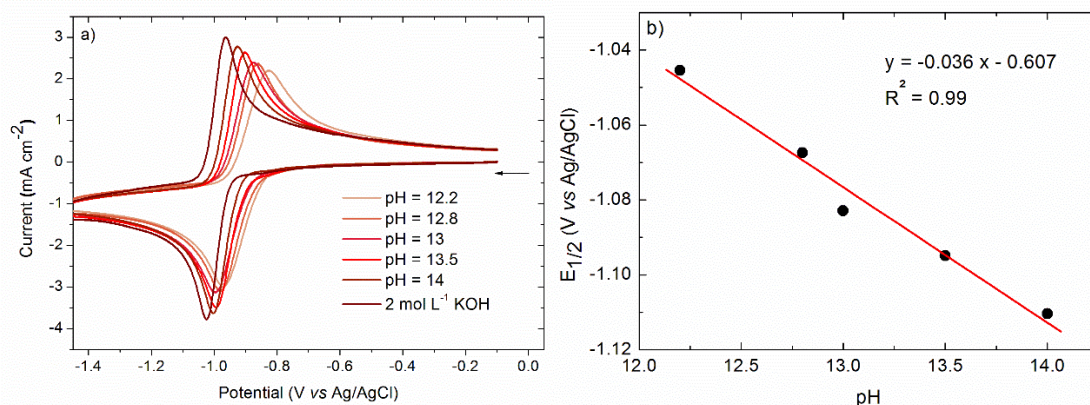 a)
Current (mA cm⁻²)
3
2
1
0
-1
-2
-3
-4
pH = 12.2
pH = 12.8
pH = 13
pH = 13.5
pH = 14
2 mol L⁻¹ KOH
-1.4 -1.2 -1.0 -0.8 -0.6 -0.4 -0.2 0.0
Potential (V vs Ag/AgCl)
b)
y = -0.036 x - 0.607
R² = 0.99
E1/2 (V vs Ag/AgCl)
-1.04
-1.06
-1.08
-1.10
-1.12
12.0 12.5 13.0 13.5 14.0
pH